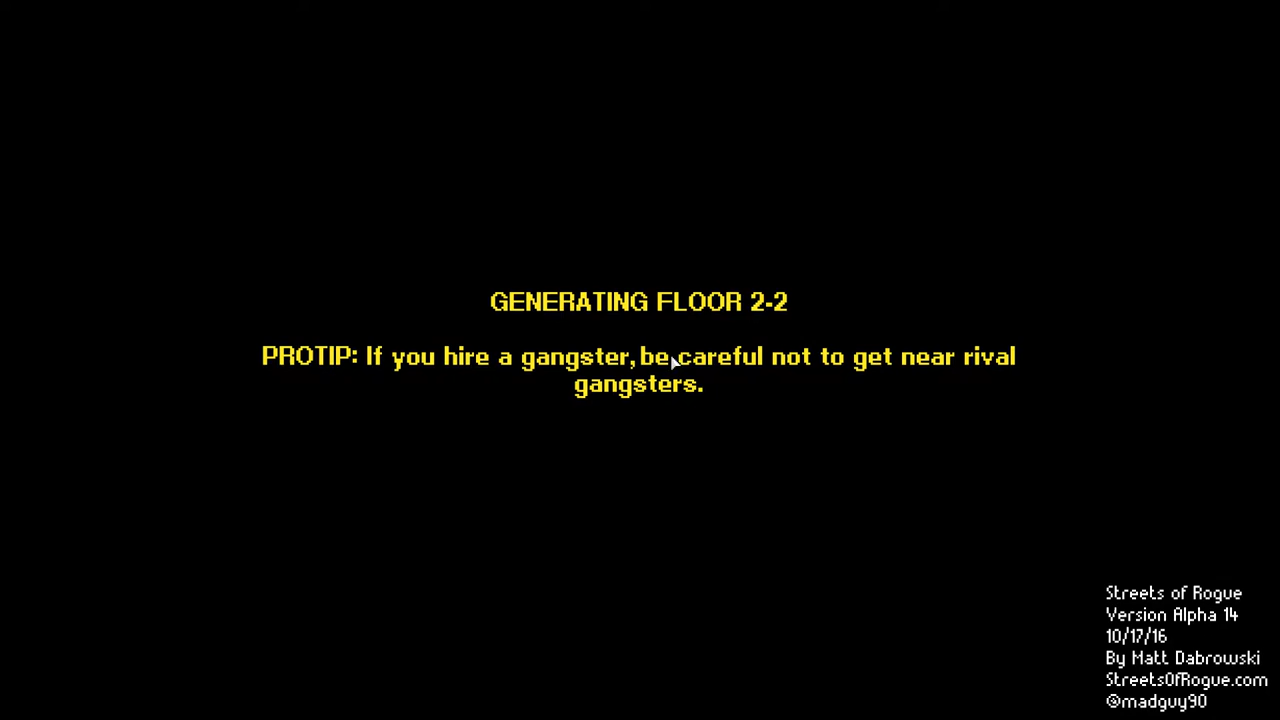 GENERATING FLOOR 2-2
PROTIP: If you hire a gangster, be careful not to get near rival
gangsters.
Streets of Rogue
Version Alpha 14
10/17/16
By Matt Dabrowski
StreetsOfRogue.com
@madguy90